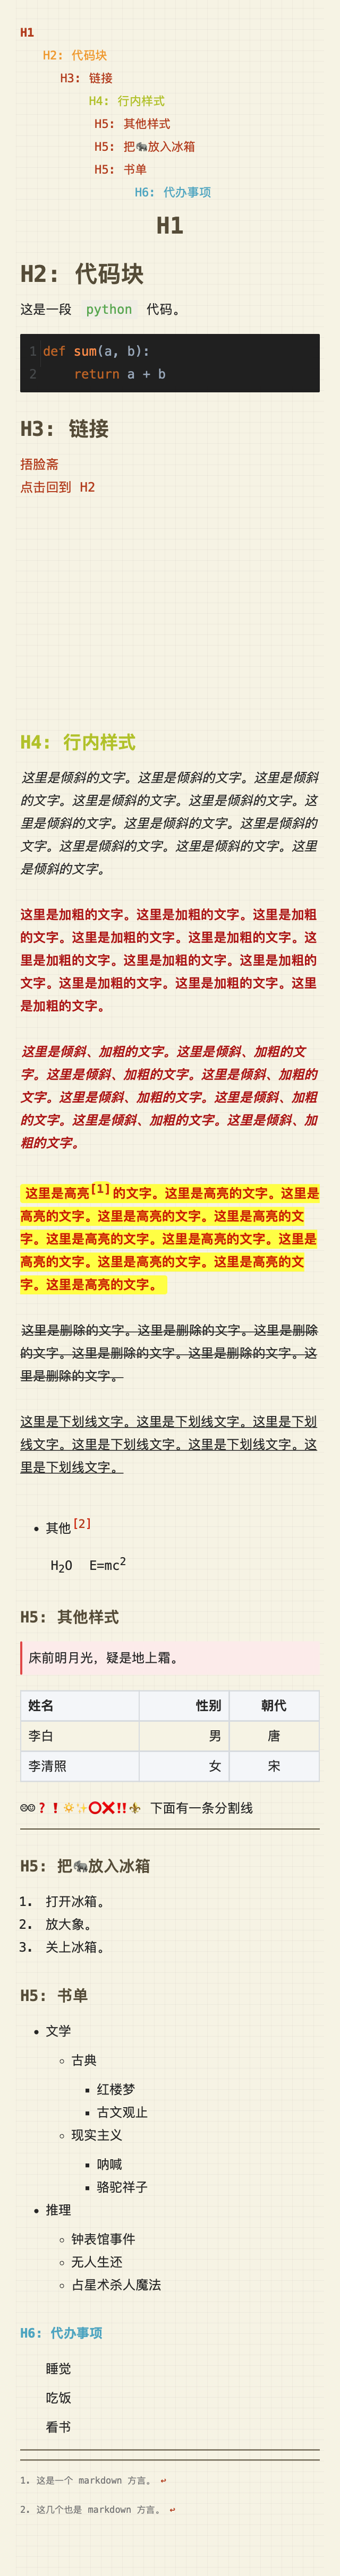 H1
H2: 代码块
H3: 链接
H4: 行内样式
H5: 其他样式
H5: 把🐘放入冰箱
H5: 书单
H6: 代办事项
H1
H2: 代码块
这是一段 python 代码。
1 def sum(a, b):
2     return a + b
H3: 链接
捂脸斋
点击回到 H2
H4: 行内样式
这里是倾斜的文字。这里是倾斜的文字。这里是倾斜
的文字。这里是倾斜的文字。这里是倾斜的文字。这
里是倾斜的文字。这里是倾斜的文字。这里是倾斜的
文字。这里是倾斜的文字。这里是倾斜的文字。这里
是倾斜的文字。
这里是加粗的文字。这里是加粗的文字。这里是加粗
的文字。这里是加粗的文字。这里是加粗的文字。这
里是加粗的文字。这里是加粗的文字。这里是加粗的
文字。这里是加粗的文字。这里是加粗的文字。这里
是加粗的文字。
这里是倾斜、加粗的文字。这里是倾斜、加粗的文
字。这里是倾斜、加粗的文字。这里是倾斜、加粗的
文字。这里是倾斜、加粗的文字。这里是倾斜、加粗
的文字。这里是倾斜、加粗的文字。这里是倾斜、加
粗的文字。
这里是高亮[1]的文字。这里是高亮的文字。这里是
高亮的文字。这里是高亮的文字。这里是高亮的文
字。这里是高亮的文字。这里是高亮的文字。这里是
高亮的文字。这里是高亮的文字。这里是高亮的文
字。这里是高亮的文字。
这里是删除的文字。这里是删除的文字。这里是删除
的文字。这里是删除的文字。这里是删除的文字。这
里是删除的文字。
这里是下划线文字。这里是下划线文字。这里是下划
线文字。这里是下划线文字。这里是下划线文字。这
里是下划线文字。
• 其他[2]
H₂O  E=mc²
H5: 其他样式
床前明月光，疑是地上霜。
姓名 性别 朝代
李白 男 唐
李清照 女 宋
☹☺❓❗☀✨⭕❌‼⚜ 下面有一条分割线
H5: 把🐘放入冰箱
1. 打开冰箱。
2. 放大象。
3. 关上冰箱。
H5: 书单
• 文学
◦ 古典
▪ 红楼梦
▪ 古文观止
◦ 现实主义
▪ 呐喊
▪ 骆驼祥子
• 推理
◦ 钟表馆事件
◦ 无人生还
◦ 占星术杀人魔法
H6: 代办事项
睡觉
吃饭
看书
1. 这是一个 markdown 方言。 ↩
2. 这几个也是 markdown 方言。 ↩